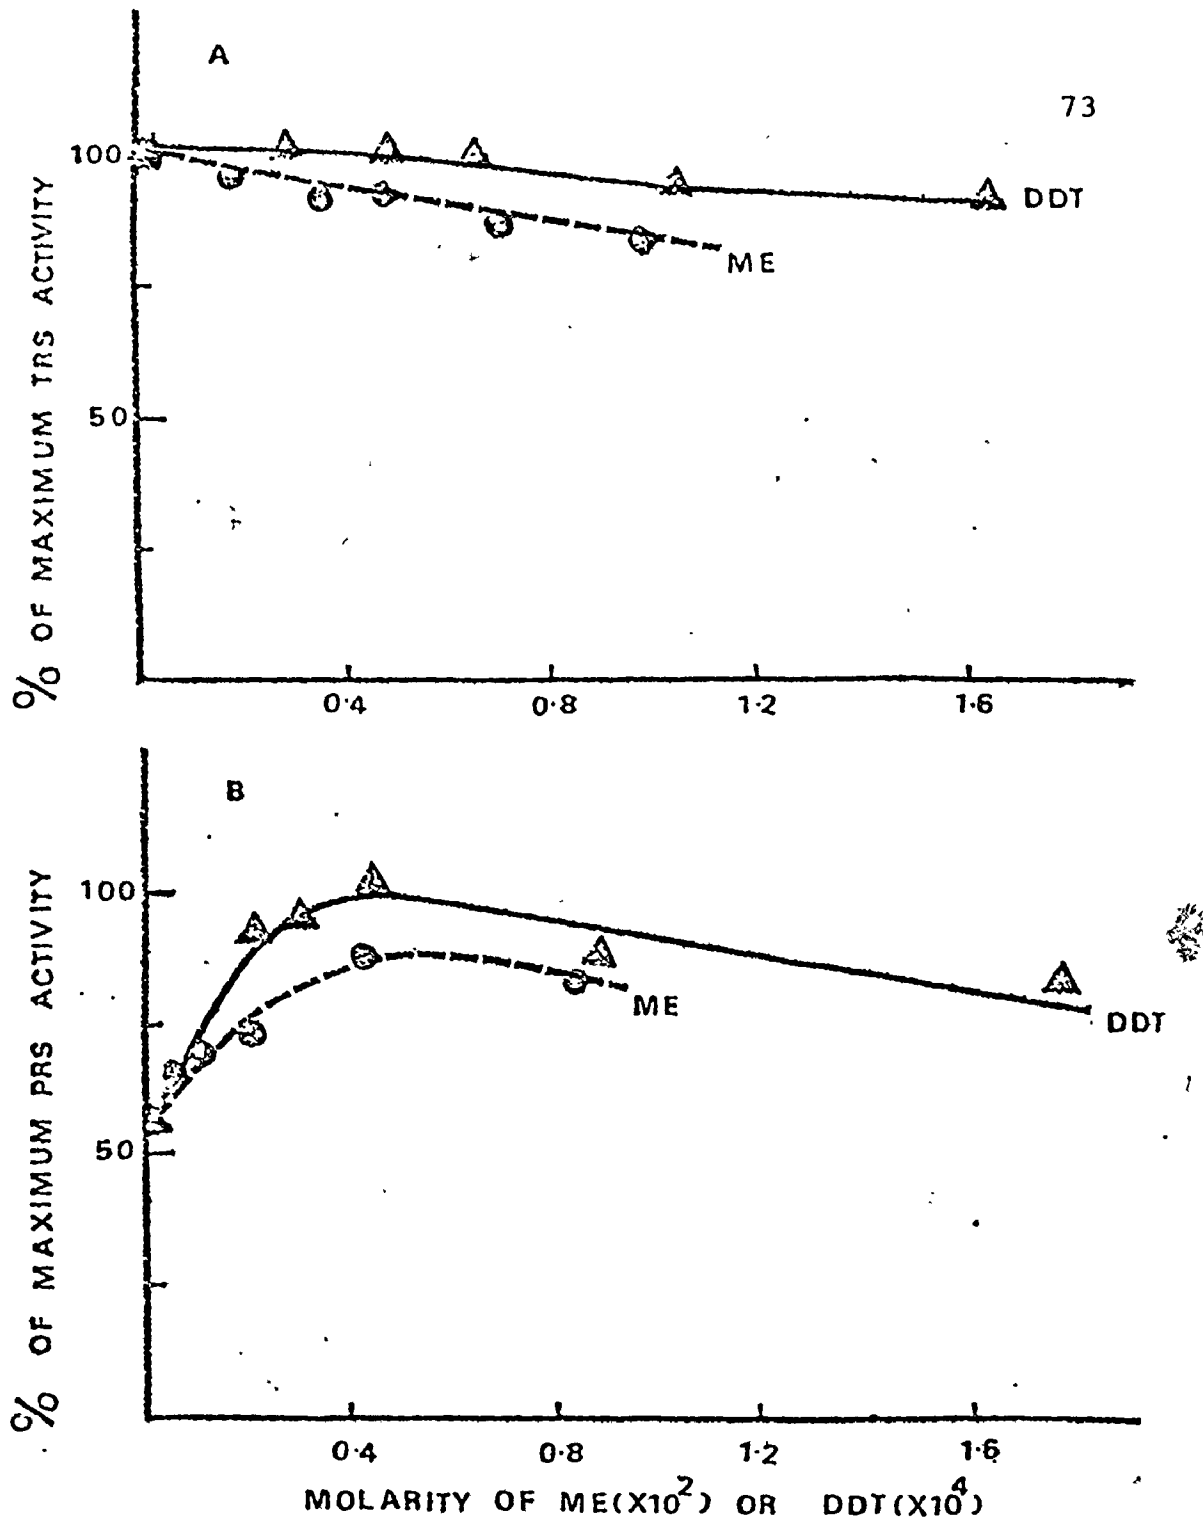 A
73
100
DDT
ME
50
% OF MAXIMUM TRS ACTIVITY
0.4 0.8 1.2 1.6
B
100
ME
DDT
50
% OF MAXIMUM PRS ACTIVITY
0.4 0.8 1.2 1.6
MOLARITY OF ME(X10²) OR DDT(X10⁴)